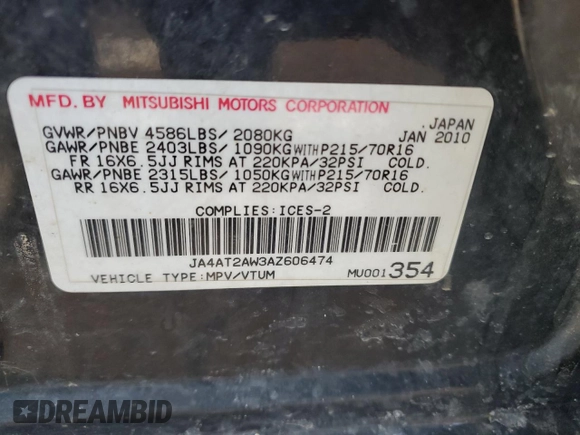 MFD. BY MITSUBISHI MOTORS CORPORATION
JAPAN
GVWR/PNBV 4586LBS/2080KG JAN 2010
GAWR/PNBE 2403LBS/1090KG WITH P215/70R16
FR 16X6.5JJ RIMS AT 220KPA/32PSI COLD.
GAWR/PNBE 2315LBS/1050KG WITH P215/70R16
RR 16X6.5JJ RIMS AT 220KPA/32PSI COLD.
COMPLIES:ICES-2
JA4AT2AW3AZ606474
VEHICLE TYPE:MPV/VTUM MU001354
DREAMBID